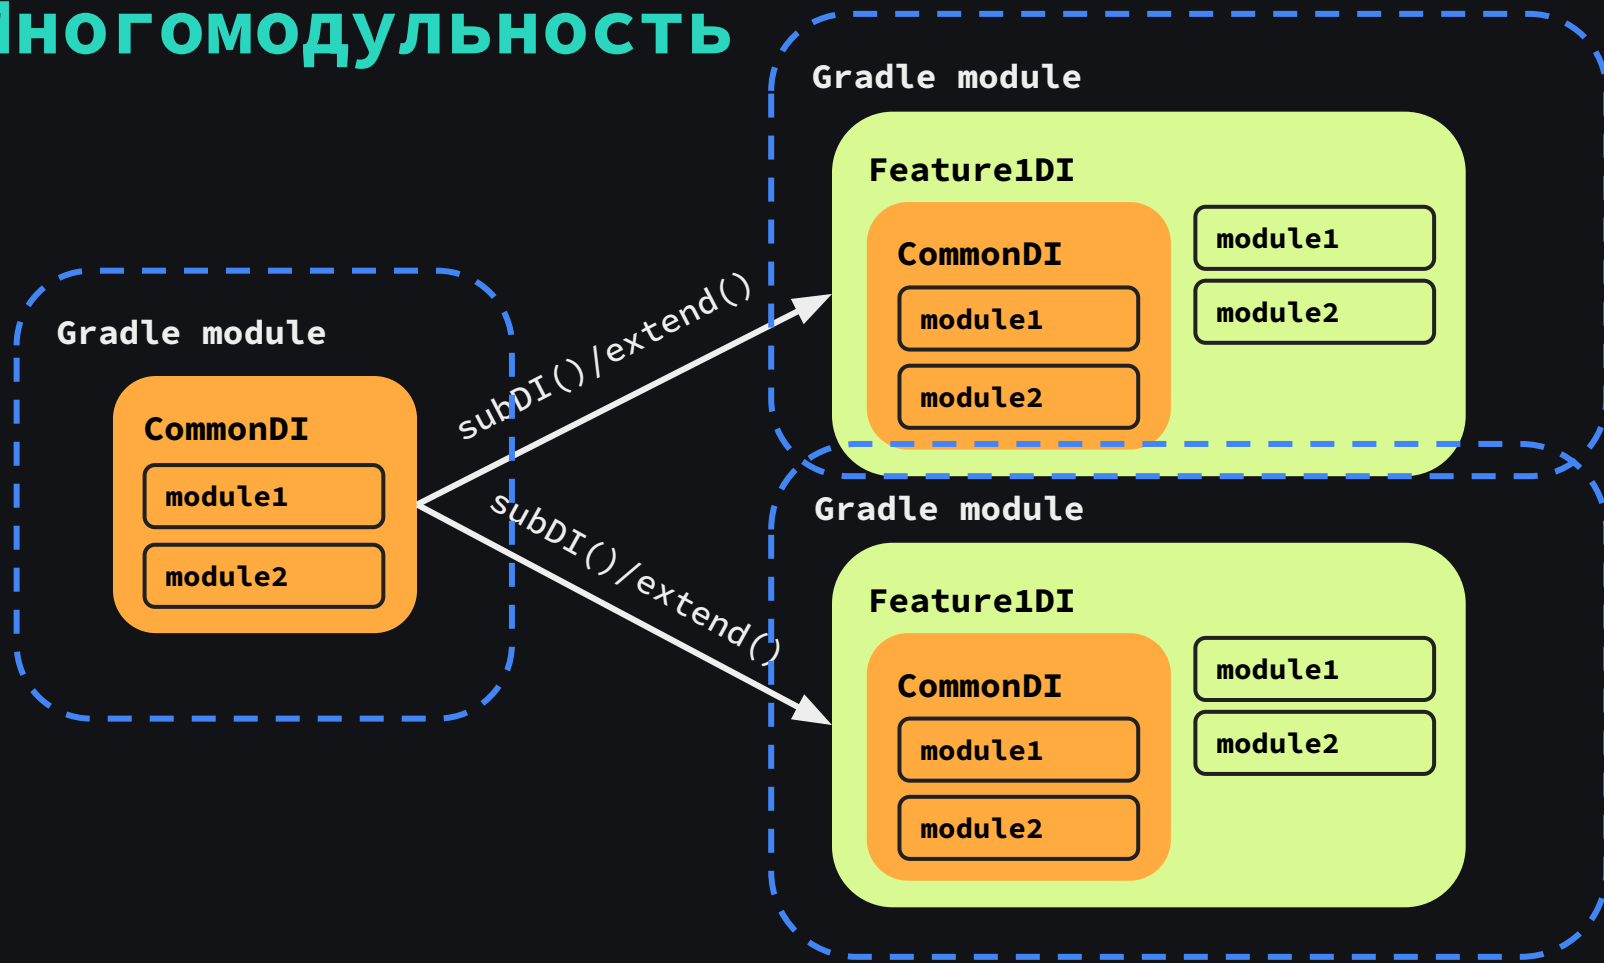 Многомодульность
Gradle module
CommonDI
module1
module2
subDI()/extend()
subDI()/extend()
Gradle module
Feature1DI
CommonDI
module1
module2
module1
module2
Gradle module
Feature1DI
CommonDI
module1
module2
module1
module2